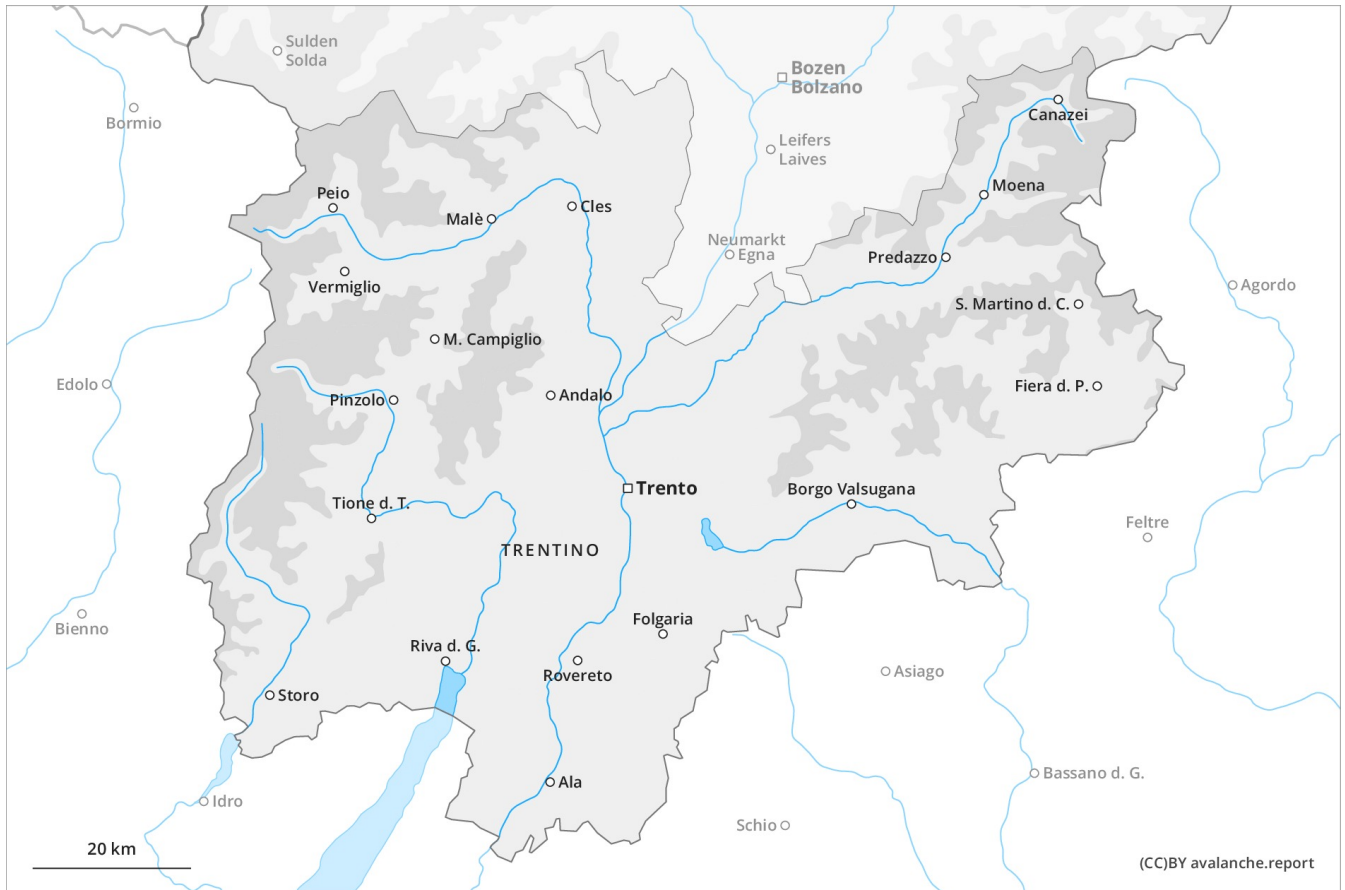 Sulden
Solda
Bozen
Bolzano
Bormio
Canazei
Leifers
Laives
Peio
Moena
Malè
Cles
Neumarkt
Egna
Predazzo
Vermiglio
Agordo
S. Martino d. C.
M. Campiglio
Edolo
Fiera d. P.
Pinzolo
Andalo
Trento
Borgo Valsugana
Tione d. T.
Feltre
TRENTINO
Bienno
Folgaria
Riva d. G.
Asiago
Rovereto
Storo
Bassano d. G.
Ala
Idro
Schio
20 km
(CC)BY avalanche.report